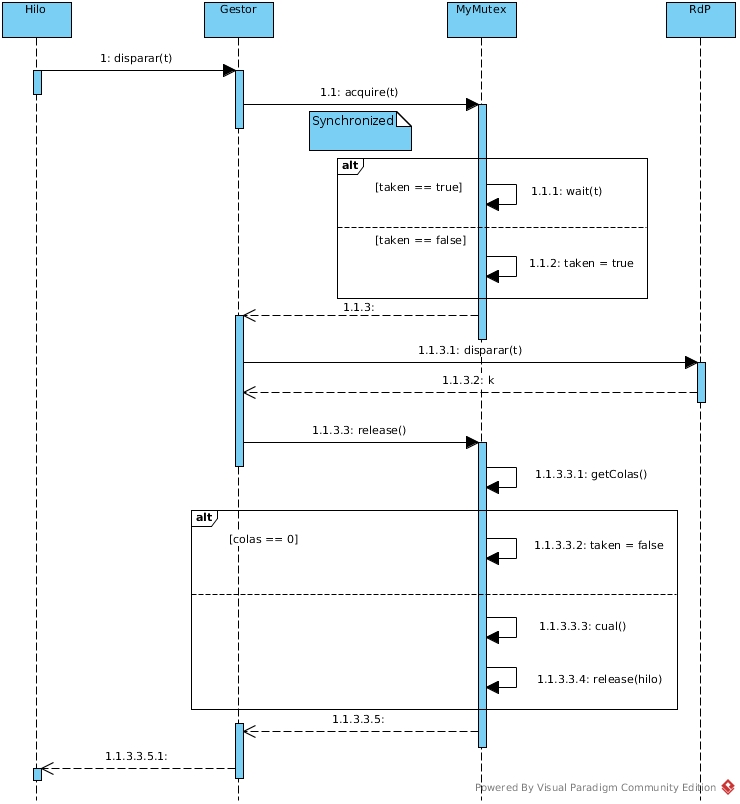 Hilo
Gestor
MyMutex
RdP
1: disparar(t)
1.1: acquire(t)
Synchronized
alt
[taken == true]
1.1.1: wait(t)
[taken == false]
1.1.2: taken = true
1.1.3:
1.1.3.1: disparar(t)
1.1.3.2: k
1.1.3.3: release()
1.1.3.3.1: getColas()
alt
[colas == 0]
1.1.3.3.2: taken = false
1.1.3.3.3: cual()
1.1.3.3.4: release(hilo)
1.1.3.3.5:
1.1.3.3.5.1:
Powered By Visual Paradigm Community Edition